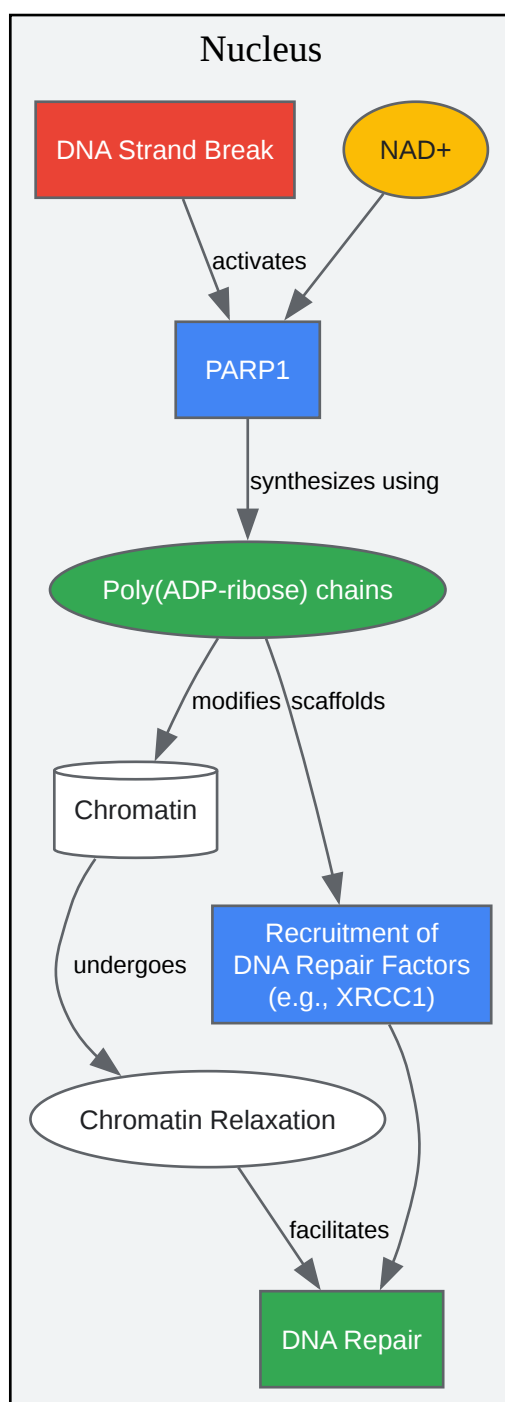 Nucleus
DNA Strand Break
NAD+
activates
PARP1
synthesizes using
Poly(ADP-ribose) chains
modifies
scaffolds
Chromatin
undergoes
Recruitment of
DNA Repair Factors
(e.g., XRCC1)
Chromatin Relaxation
facilitates
DNA Repair